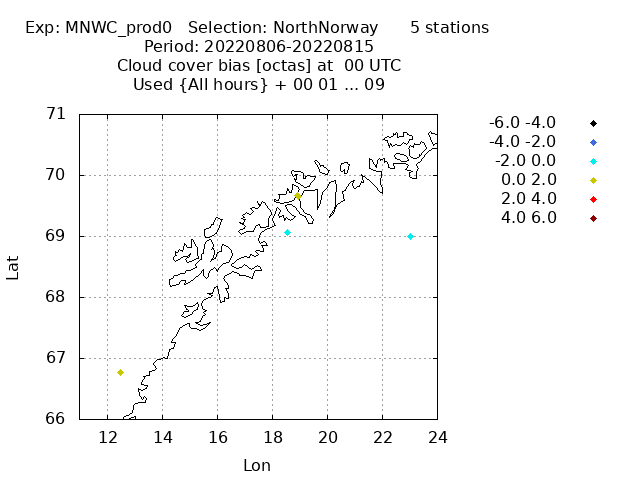 Exp: MNWC_prod0   Selection: NorthNorway      5 stations
Period: 20220806-20220815
Cloud cover bias [octas] at  00 UTC
Used {All hours} + 00 01 ... 09
71
70
69
68
67
66
Lat
12 14 16 18 20 22 24
Lon
-6.0 -4.0
-4.0 -2.0
-2.0 0.0
0.0 2.0
2.0 4.0
4.0 6.0